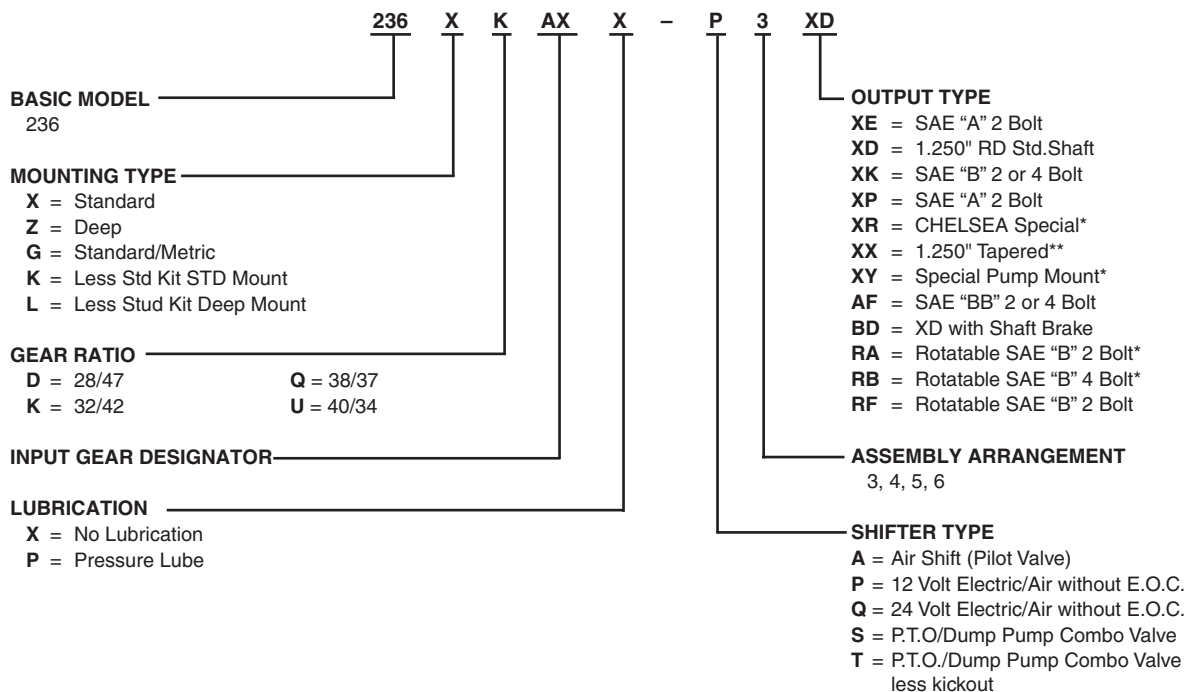 236 X K AX X – P 3 XD
BASIC MODEL
236
MOUNTING TYPE
X = Standard
Z = Deep
G = Standard/Metric
K = Less Std Kit STD Mount
L = Less Stud Kit Deep Mount
GEAR RATIO
D = 28/47 Q = 38/37
K = 32/42 U = 40/34
INPUT GEAR DESIGNATOR
LUBRICATION
X = No Lubrication
P = Pressure Lube
OUTPUT TYPE
XE = SAE “A” 2 Bolt
XD = 1.250" RD Std.Shaft
XK = SAE “B” 2 or 4 Bolt
XP = SAE “A” 2 Bolt
XR = CHELSEA Special*
XX = 1.250" Tapered**
XY = Special Pump Mount*
AF = SAE “BB” 2 or 4 Bolt
BD = XD with Shaft Brake
RA = Rotatable SAE “B” 2 Bolt*
RB = Rotatable SAE “B” 4 Bolt*
RF = Rotatable SAE “B” 2 Bolt
ASSEMBLY ARRANGEMENT
3, 4, 5, 6
SHIFTER TYPE
A = Air Shift (Pilot Valve)
P = 12 Volt Electric/Air without E.O.C.
Q = 24 Volt Electric/Air without E.O.C.
S = P.T.O/Dump Pump Combo Valve
T = P.T.O./Dump Pump Combo Valve
less kickout